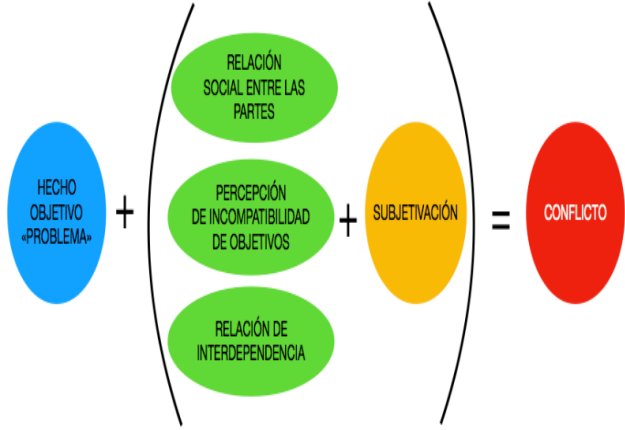 HECHO
OBJETIVO
«PROBLEMA»
+
RELACIÓN
SOCIAL ENTRE LAS
PARTES
PERCEPCIÓN
DE INCOMPATIBILIDAD
DE OBJETIVOS
RELACIÓN DE
INTERDEPENDENCIA
+
SUBJETIVACIÓN
=
CONFLICTO